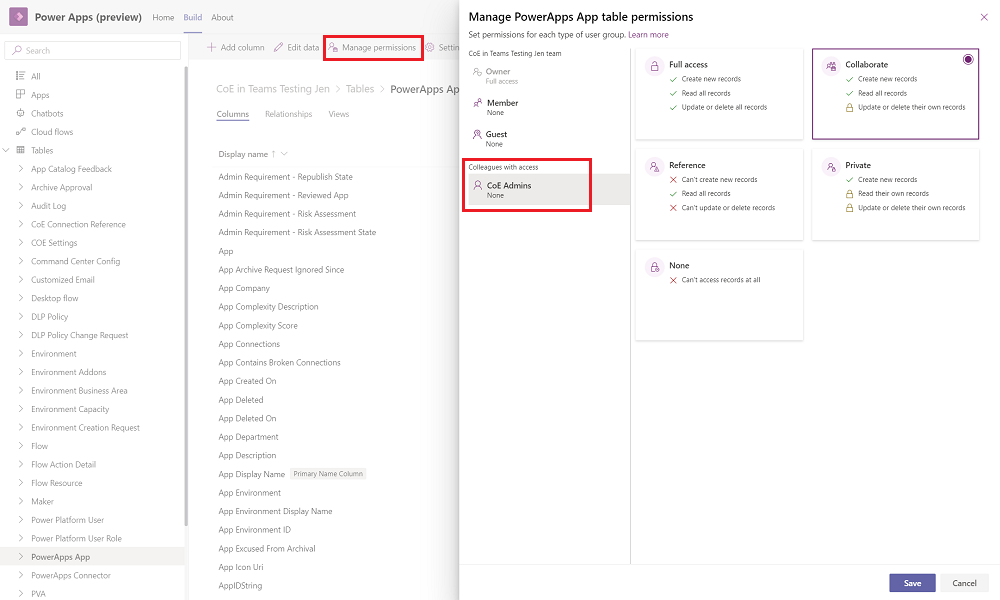 Power Apps (preview) Home Build About
Search
All
Apps
Chatbots
Cloud flows
Tables
App Catalog Feedback
Archive Approval
Audit Log
CoE Connection Reference
COE Settings
Command Center Config
Customized Email
Desktop flow
DLP Policy
DLP Policy Change Request
Environment
Environment Addons
Environment Business Area
Environment Capacity
Environment Creation Request
Flow
Flow Action Detail
Flow Resource
Maker
Power Platform User
Power Platform User Role
PowerApps App
PowerApps Connector
PVA
Add column Edit data Manage permissions Settin
CoE in Teams Testing Jen > Tables > PowerApps Ap
Columns Relationships Views
Display name ↑
Admin Requirement - Republish State
Admin Requirement - Reviewed App
Admin Requirement - Risk Assessment
Admin Requirement - Risk Assessment State
App
App Archive Request Ignored Since
App Company
App Complexity Description
App Complexity Score
App Connections
App Contains Broken Connections
App Created On
App Deleted
App Deleted On
App Department
App Description
App Display Name Primary Name Column
App Environment
App Environment Display Name
App Environment ID
App Excused From Archival
App Icon Uri
AppIDString
Manage PowerApps App table permissions
Set permissions for each type of user group. Learn more
CoE in Teams Testing Jen team
Owner
Full access
Member
None
Guest
None
Colleagues with access
CoE Admins
None
Full access
Create new records
Read all records
Update or delete all records
Collaborate
Create new records
Read all records
Update or delete their own records
Reference
Can't create new records
Read all records
Can't update or delete records
Private
Create new records
Read their own records
Update or delete their own records
None
Can't access records at all
Save Cancel